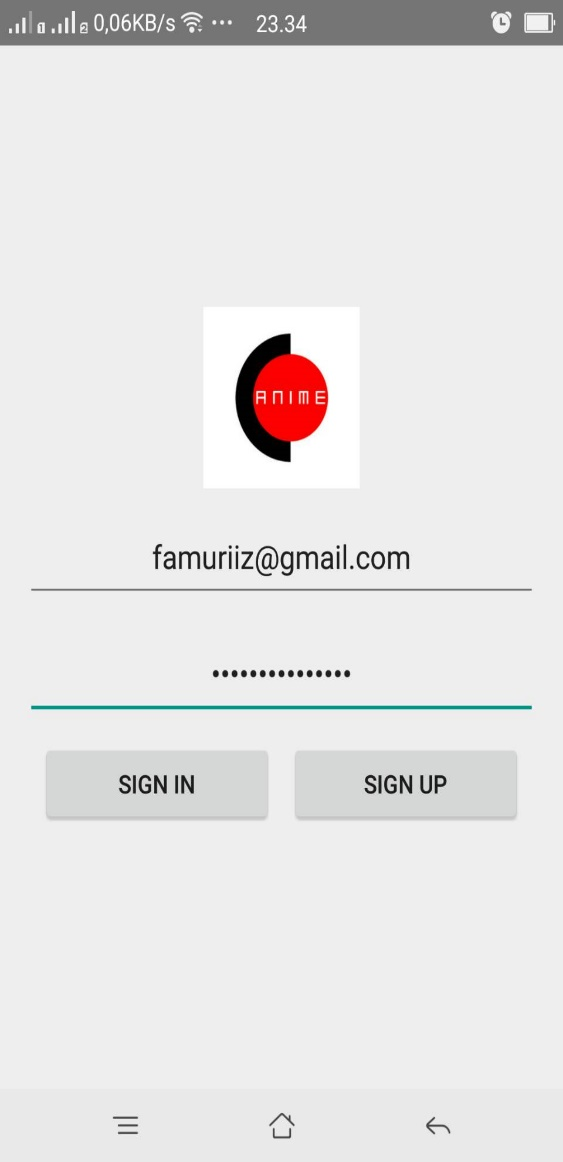 0,06KB/s ... 23.34
ANIME
famuriiz@gmail.com
•••••••••••••••
SIGN IN
SIGN UP